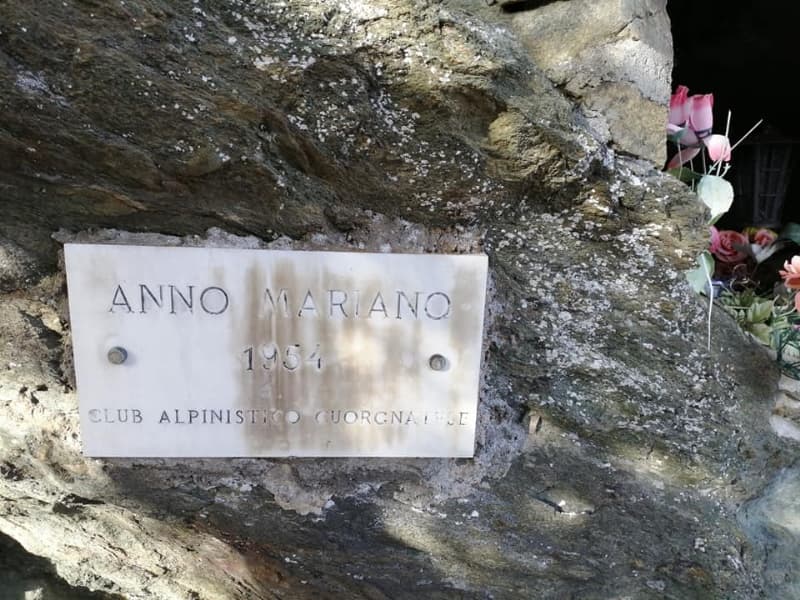 ANNO MARIANO
1954
CLUB ALPINISTICO CUORGNATESE